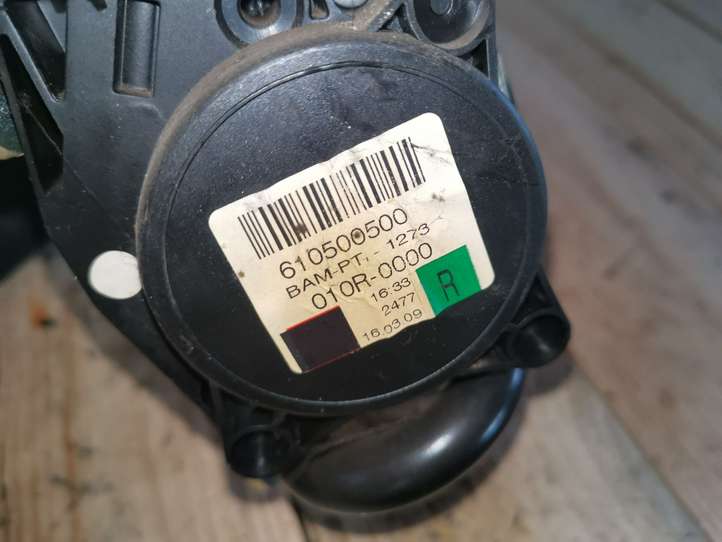 610500500
BAM-PT, - 1273
010R-0000
16:33
2477
16.03.09
R